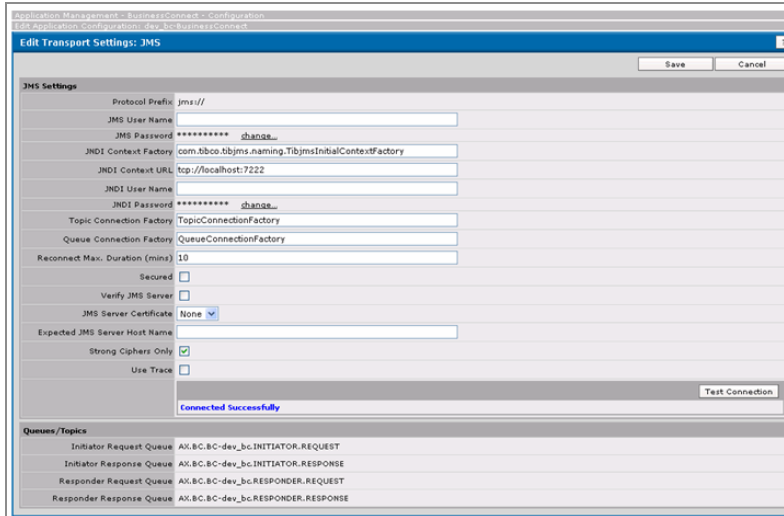 Application Management - BusinessConnect - Configuration
Edit Application Configuration: dev_bc-BusinessConnect
Edit Transport Settings: JMS
Save Cancel
JMS Settings
Protocol Prefix jms://
JMS User Name
JMS Password ********** change...
JNDI Context Factory com.tibco.tibjms.naming.TibjmsInitialContextFactory
JNDI Context URL tcp://localhost:7222
JNDI User Name
JNDI Password ********** change...
Topic Connection Factory TopicConnectionFactory
Queue Connection Factory QueueConnectionFactory
Reconnect Max. Duration (mins) 10
Secured
Verify JMS Server
JMS Server Certificate None
Expected JMS Server Host Name
Strong Ciphers Only
Use Trace
Test Connection
Connected Successfully
Queues/Topics
Initiator Request Queue AX.BC.BC-dev_bc.INITIATOR.REQUEST
Initiator Response Queue AX.BC.BC-dev_bc.INITIATOR.RESPONSE
Responder Request Queue AX.BC.BC-dev_bc.RESPONDER.REQUEST
Responder Response Queue AX.BC.BC-dev_bc.RESPONDER.RESPONSE